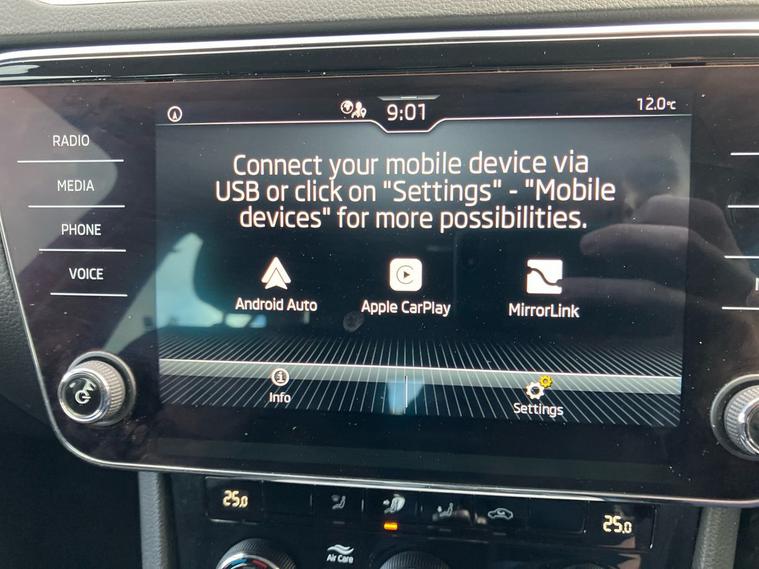 9:01
12.0°C
RADIO
MEDIA
PHONE
VOICE
Connect your mobile device via
USB or click on "Settings" - "Mobile
devices" for more possibilities.
Android Auto
Apple CarPlay
MirrorLink
Info
Settings
25.0
25.0
Air Care